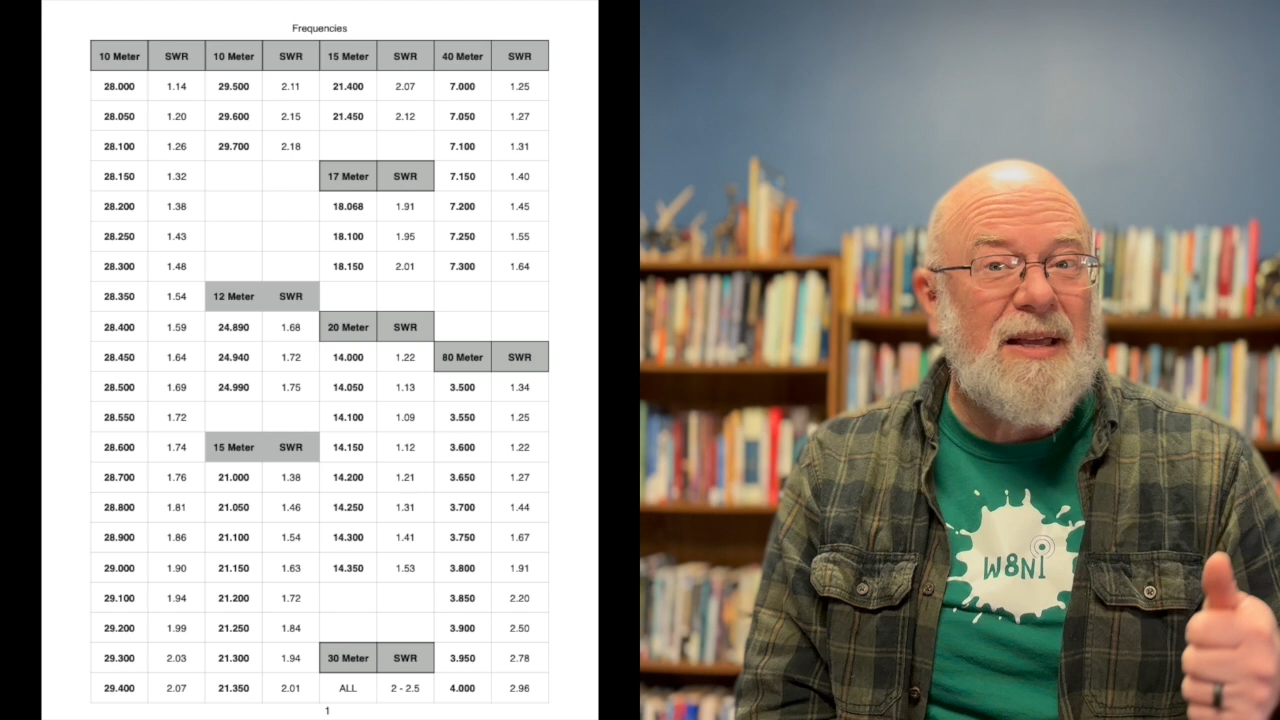 Frequencies
10 Meter SWR 10 Meter SWR 15 Meter SWR 40 Meter SWR
28.000 1.14 29.500 2.11 21.400 2.07 7.000 1.25
28.050 1.20 29.600 2.15 21.450 2.12 7.050 1.27
28.100 1.26 29.700 2.18 7.100 1.31
28.150 1.32 17 Meter SWR 7.150 1.40
28.200 1.38 18.068 1.91 7.200 1.45
28.250 1.43 18.100 1.95 7.250 1.55
28.300 1.48 18.150 2.01 7.300 1.64
28.350 1.54 12 Meter SWR
28.400 1.59 24.890 1.68 20 Meter SWR
28.450 1.64 24.940 1.72 14.000 1.22 80 Meter SWR
28.500 1.69 24.990 1.75 14.050 1.13 3.500 1.34
28.550 1.72 14.100 1.09 3.550 1.25
28.600 1.74 15 Meter SWR 14.150 1.12 3.600 1.22
28.700 1.76 21.000 1.38 14.200 1.21 3.650 1.27
28.800 1.81 21.050 1.46 14.250 1.31 3.700 1.44
28.900 1.86 21.100 1.54 14.300 1.41 3.750 1.67
29.000 1.90 21.150 1.63 14.350 1.53 3.800 1.91
29.100 1.94 21.200 1.72 3.850 2.20
29.200 1.99 21.250 1.84 3.900 2.50
29.300 2.03 21.300 1.94 30 Meter SWR 3.950 2.78
29.400 2.07 21.350 2.01 ALL 2 - 2.5 4.000 2.96
1
W8NI